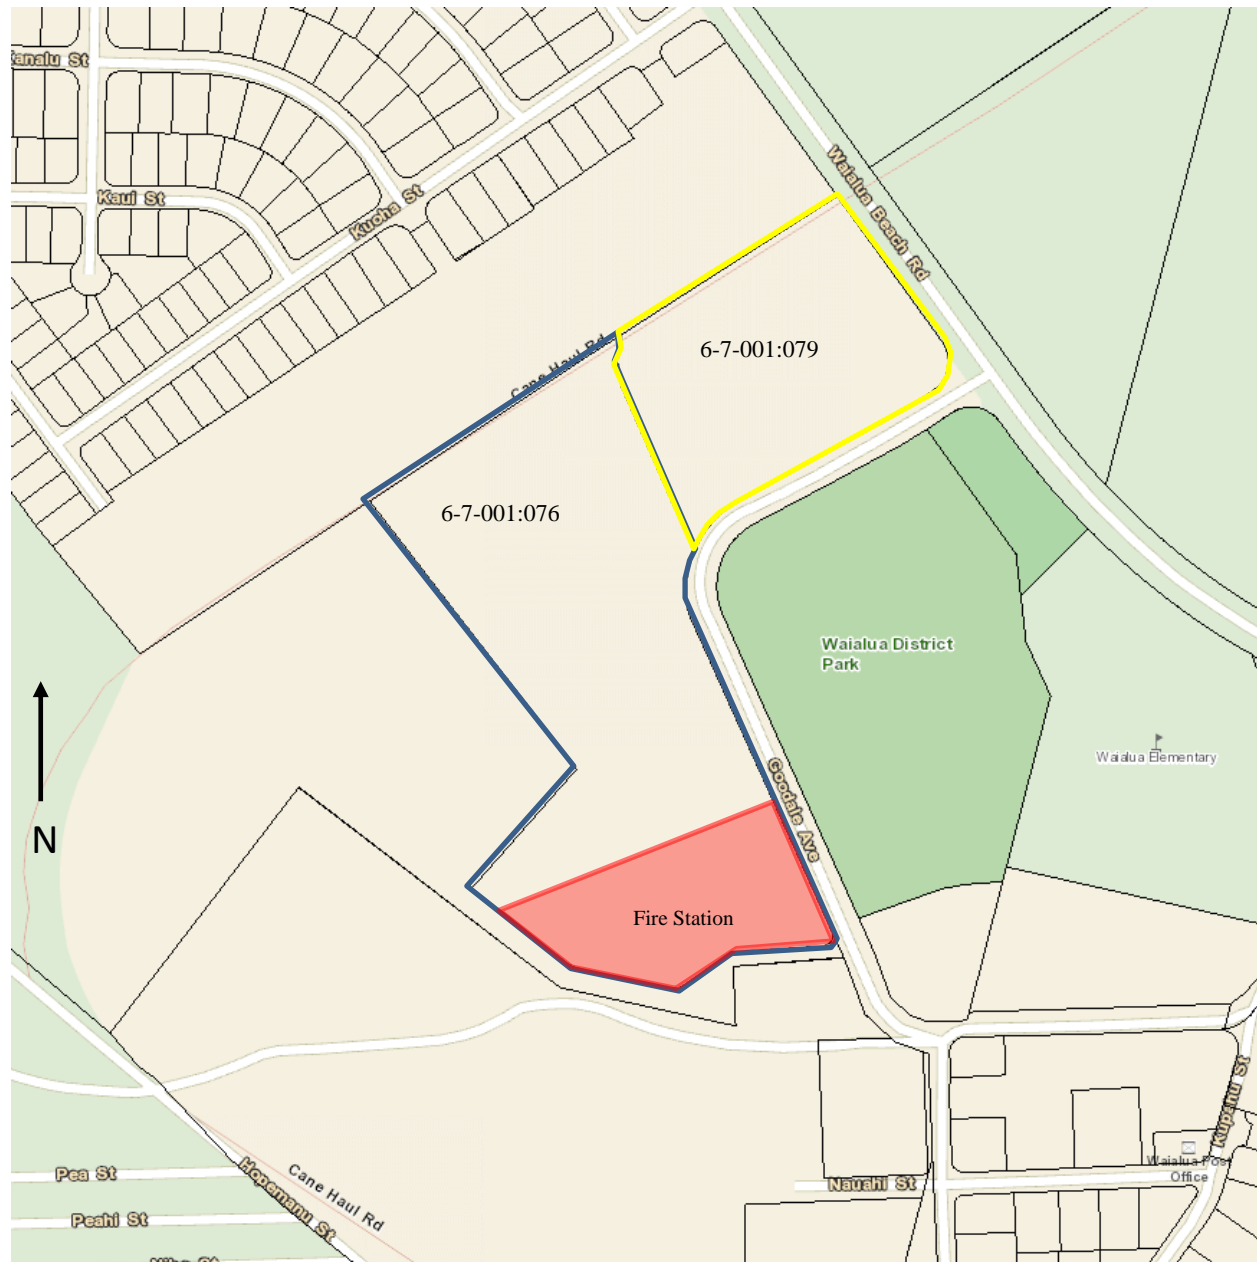 Kaui St
Kuoha St
Waialua Beach Rd
Cane Haul Rd
6-7-001:079
6-7-001:076
Waialua District
Park
Waialua Elementary
N
Goodale Ave
Fire Station
Pea St
Peahi St
Hopemanu St
Cane Haul Rd
Nauahi St
Kupahu St
Waialua Post
Office